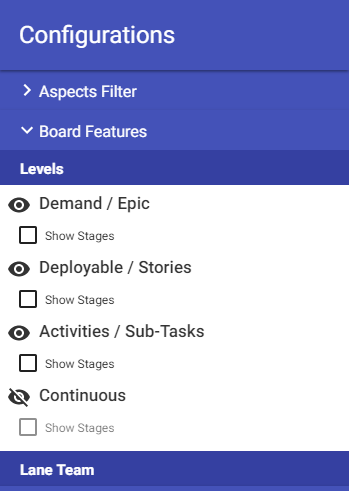 Configurations
Aspects Filter
Board Features
Levels
Demand / Epic
Show Stages
Deployable / Stories
Show Stages
Activities / Sub-Tasks
Show Stages
Continuous
Show Stages
Lane Team